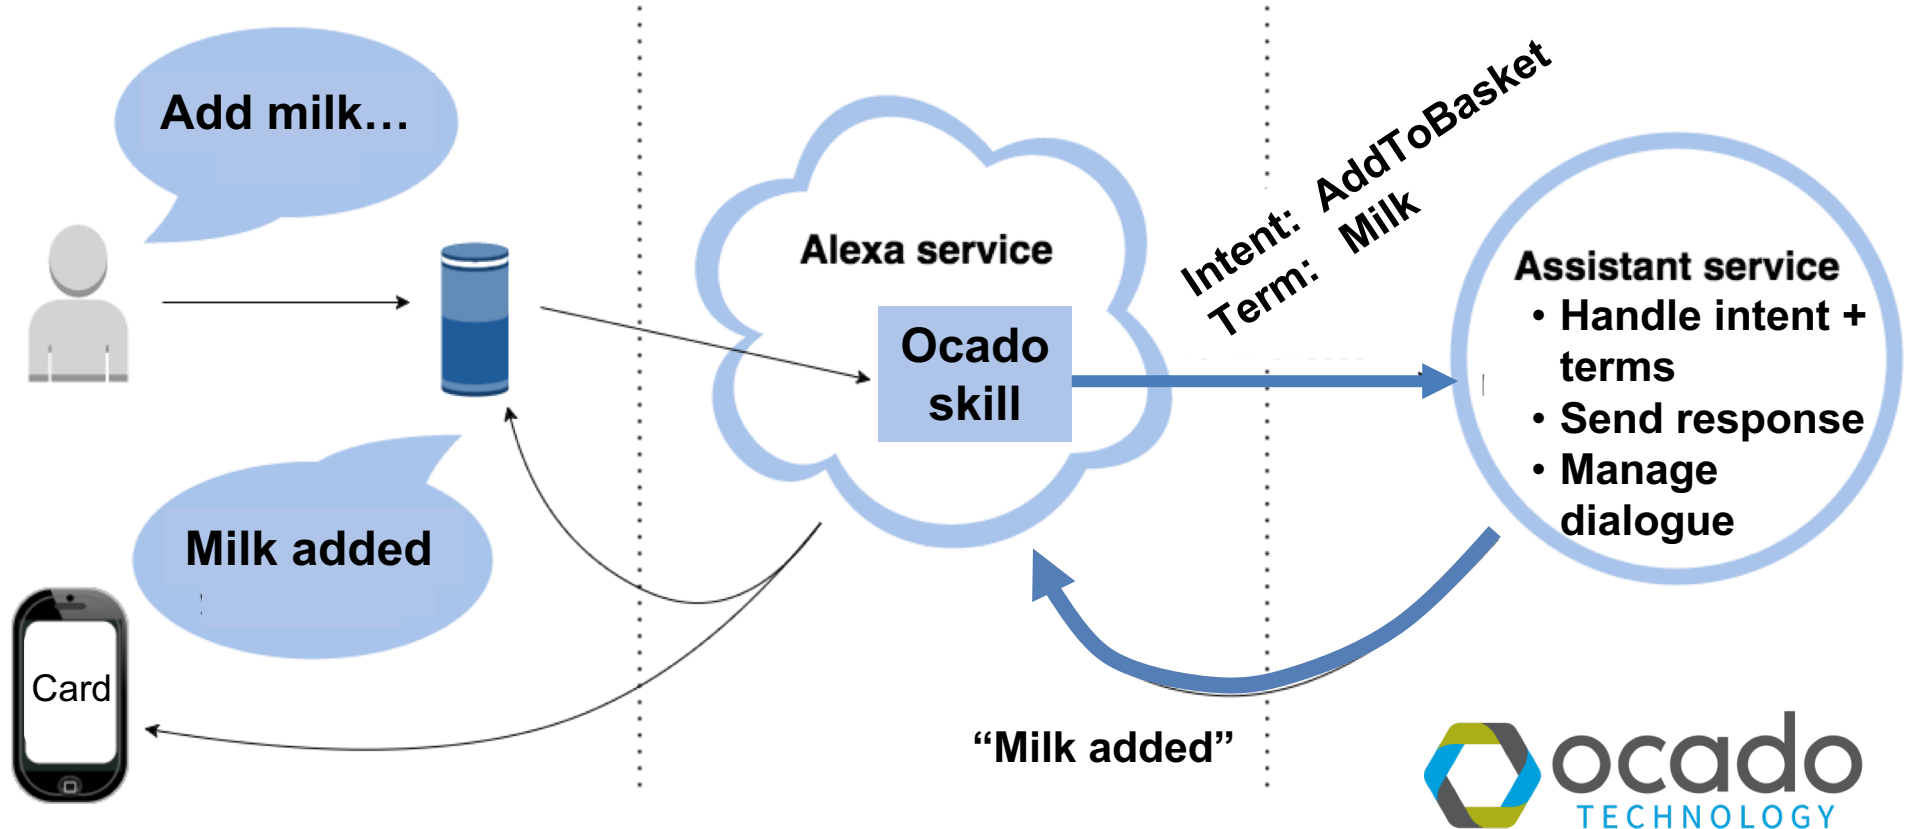 Add milk…
Alexa service
Ocado
skill
Intent: AddToBasket
Term: Milk
Assistant service
• Handle intent +
terms
• Send response
• Manage
dialogue
Milk added
Card
“Milk added”
ocado
TECHNOLOGY